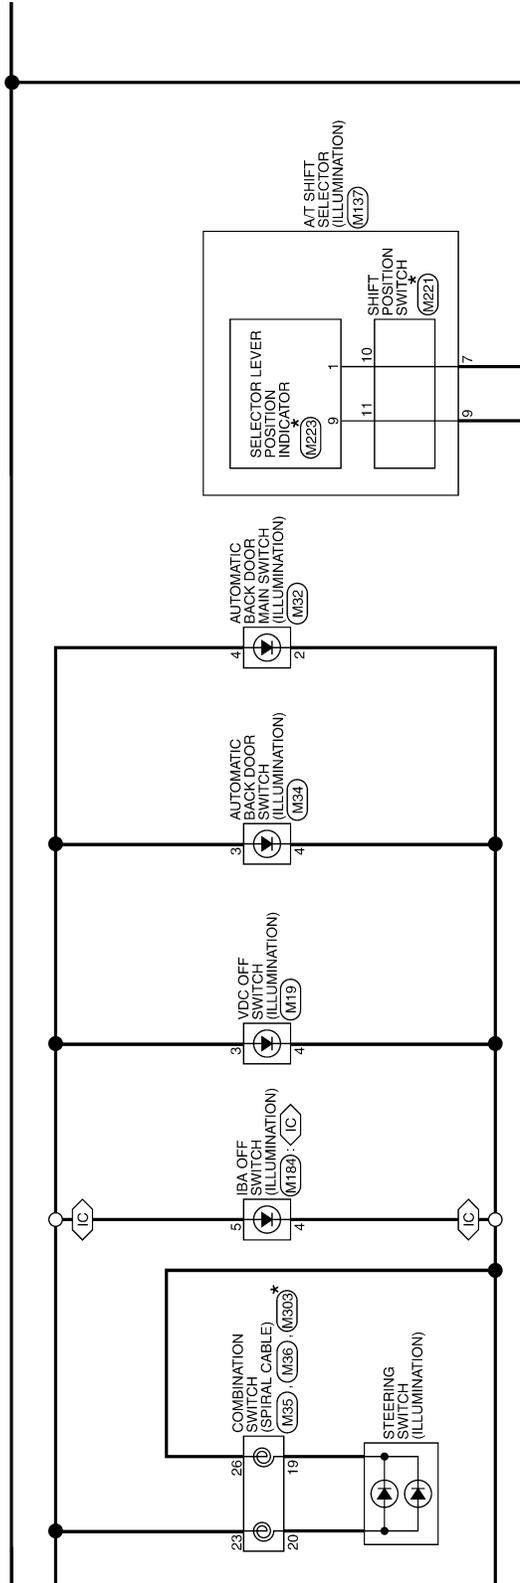 A/T SHIFT
SELECTOR
(ILLUMINATION)
M137
SHIFT
POSITION
SWITCH
*
M221
SELECTOR LEVER
POSITION
INDICATOR
*
M223
1
10
7
9
11
9
AUTOMATIC
BACK DOOR
MAIN SWITCH
(ILLUMINATION)
M32
4
2
AUTOMATIC
BACK DOOR
SWITCH
(ILLUMINATION)
M34
3
4
VDC OFF
SWITCH
(ILLUMINATION)
M19
3
4
IBA OFF
SWITCH
(ILLUMINATION)
M184 : IC
IC
5
4
IC
COMBINATION
SWITCH
(SPIRAL CABLE)
M35 , M36 , M303 *
26
19
23
20
STEERING
SWITCH
(ILLUMINATION)